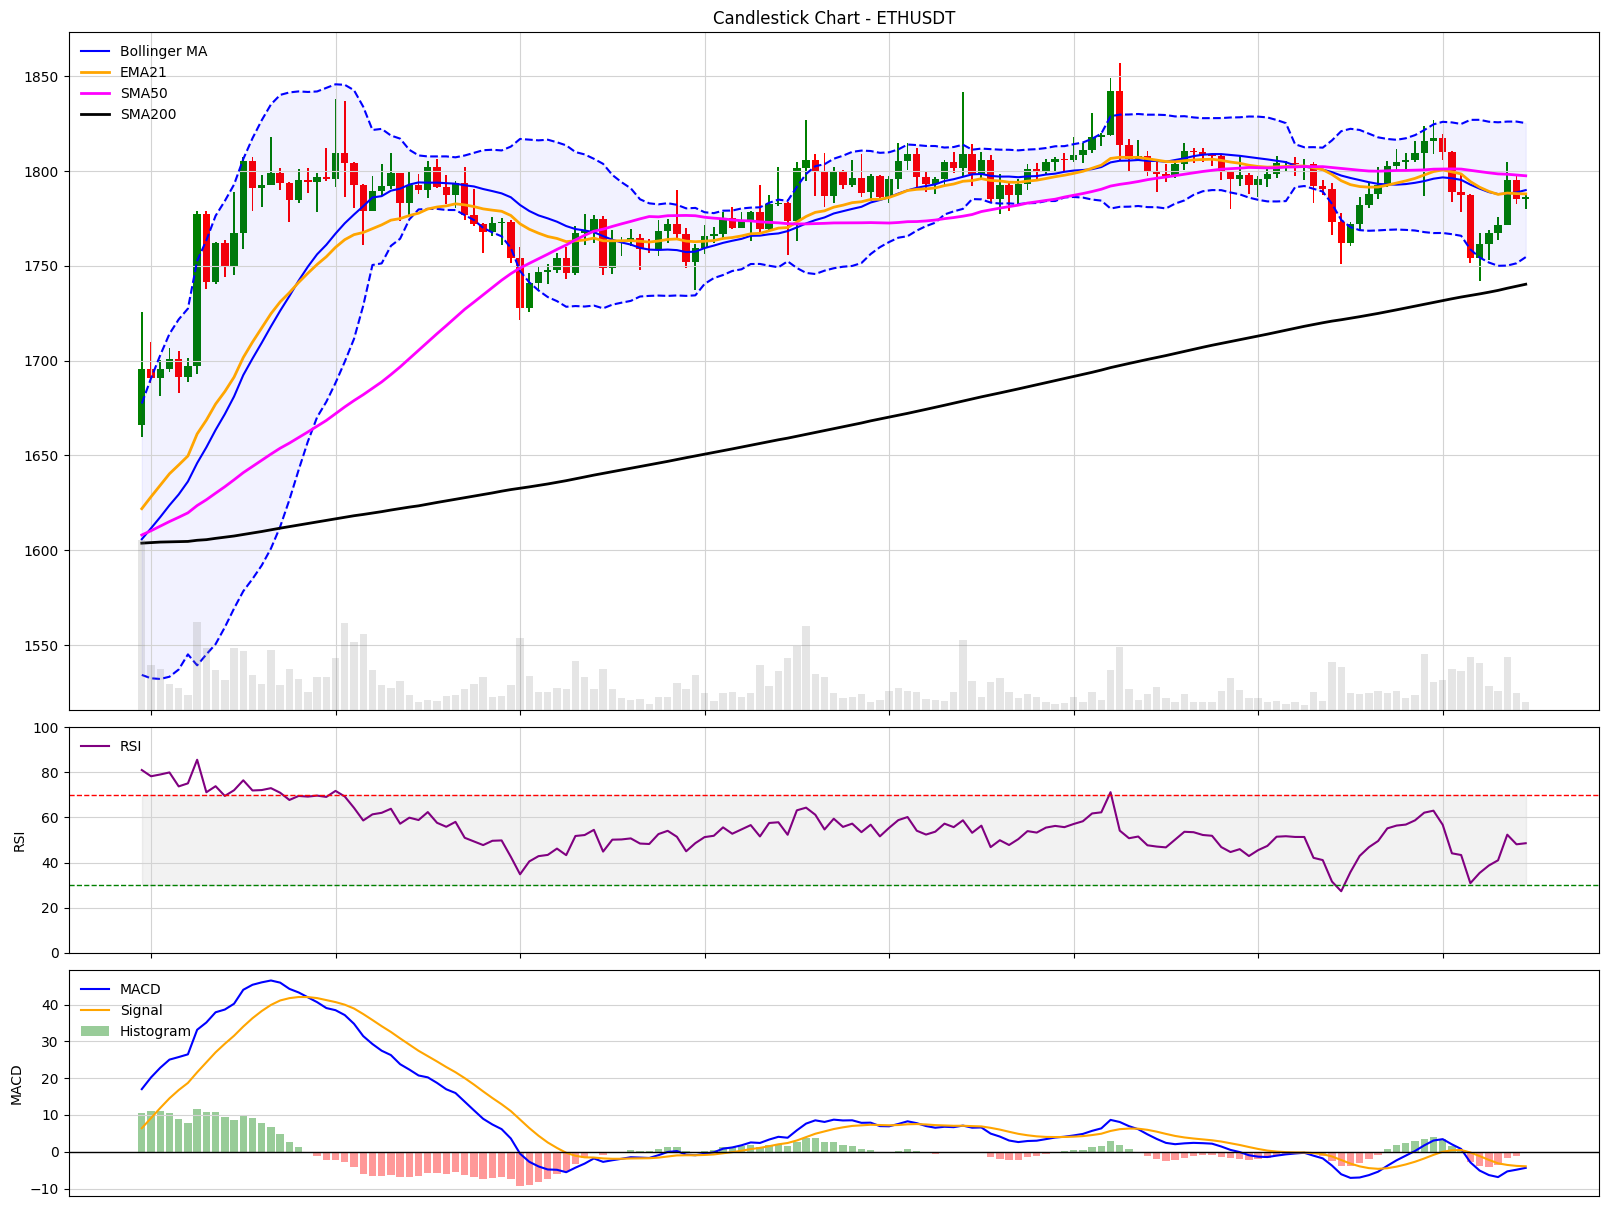 Candlestick Chart - ETHUSDT
Bollinger MA
EMA21
SMA50
SMA200
1850
1800
1750
1700
1650
1600
1550
RSI
100
80
60
40
20
0
RSI
MACD
Signal
Histogram
40
30
20
10
0
−10
MACD